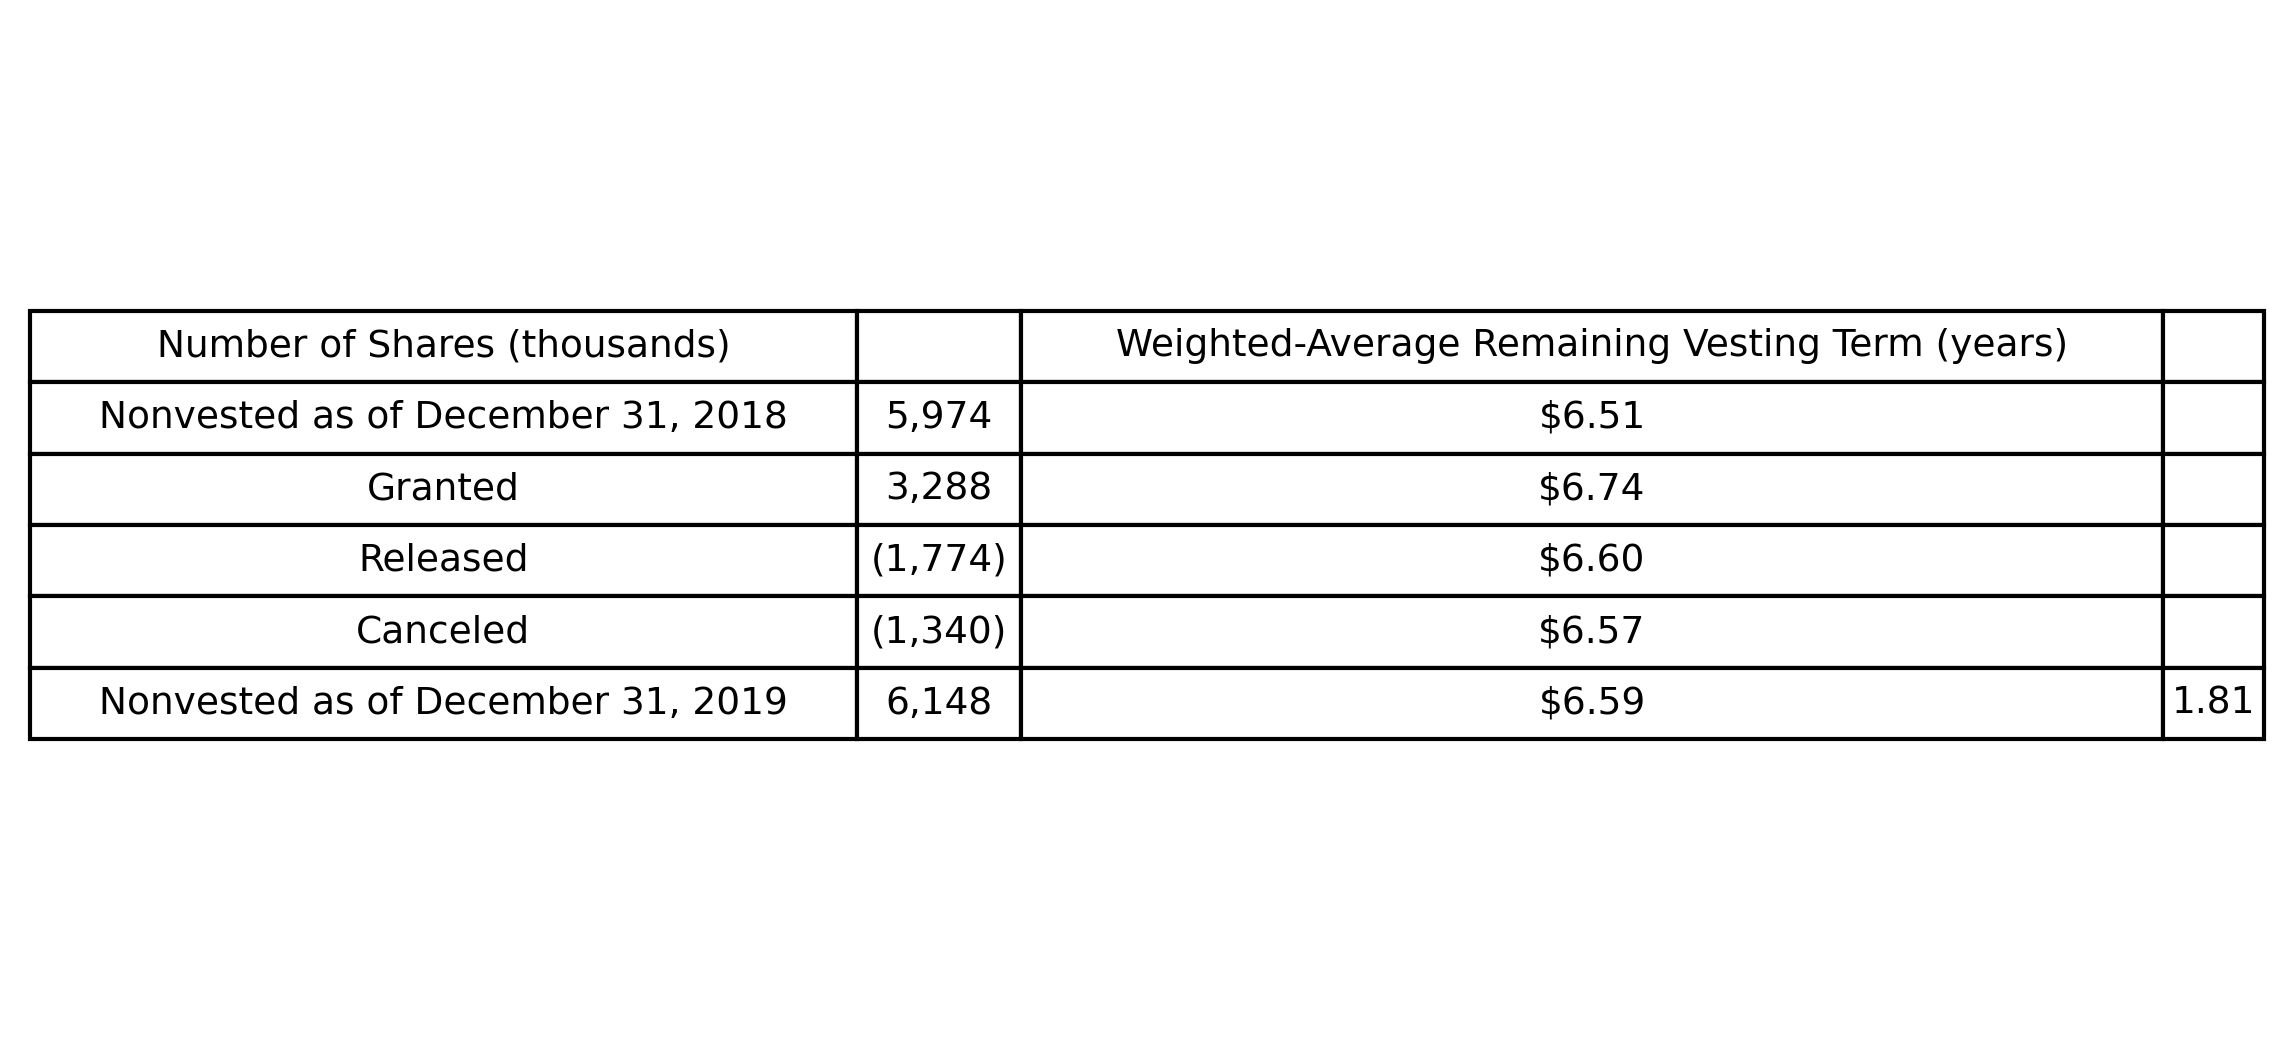 Number of Shares (thousands) Weighted-Average Remaining Vesting Term (years)
Nonvested as of December 31, 2018 5,974 $6.51
Granted 3,288 $6.74
Released (1,774) $6.60
Canceled (1,340) $6.57
Nonvested as of December 31, 2019 6,148 $6.59 1.81